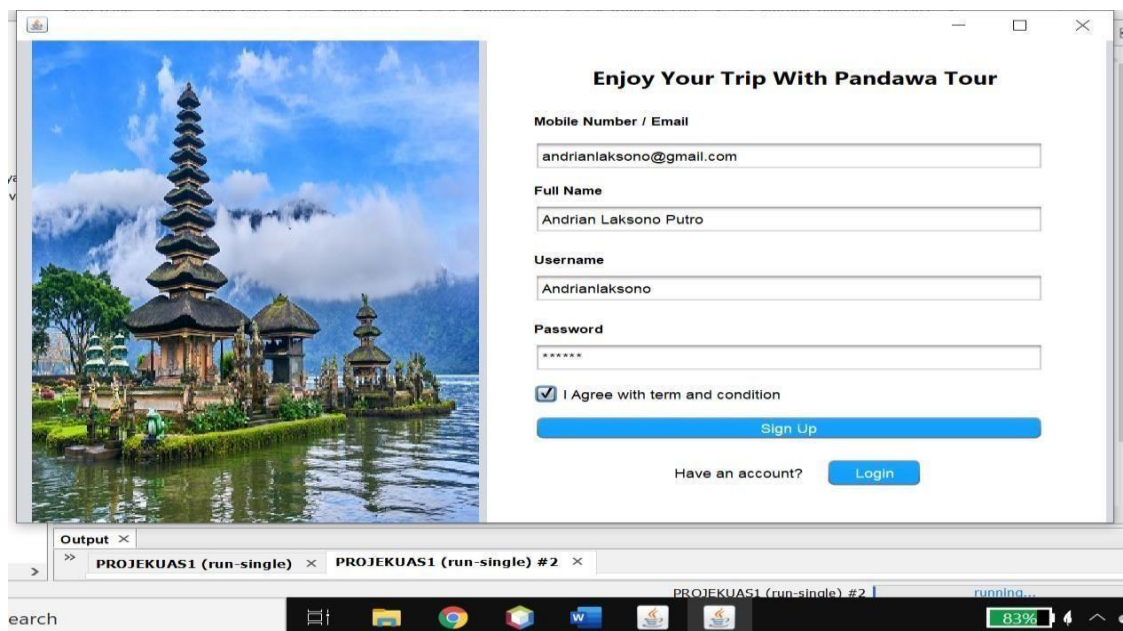 Enjoy Your Trip With Pandawa Tour
Mobile Number / Email
andrianlaksono@gmail.com
Full Name
Andrian Laksono Putro
Username
Andrianlaksono
Password
******
I Agree with term and condition
Sign Up
Have an account? Login
Output
PROJEKUAS1 (run-single) PROJEKUAS1 (run-single) #2
PROJEKUAS1 (run-single) #2 running...
earch 83%